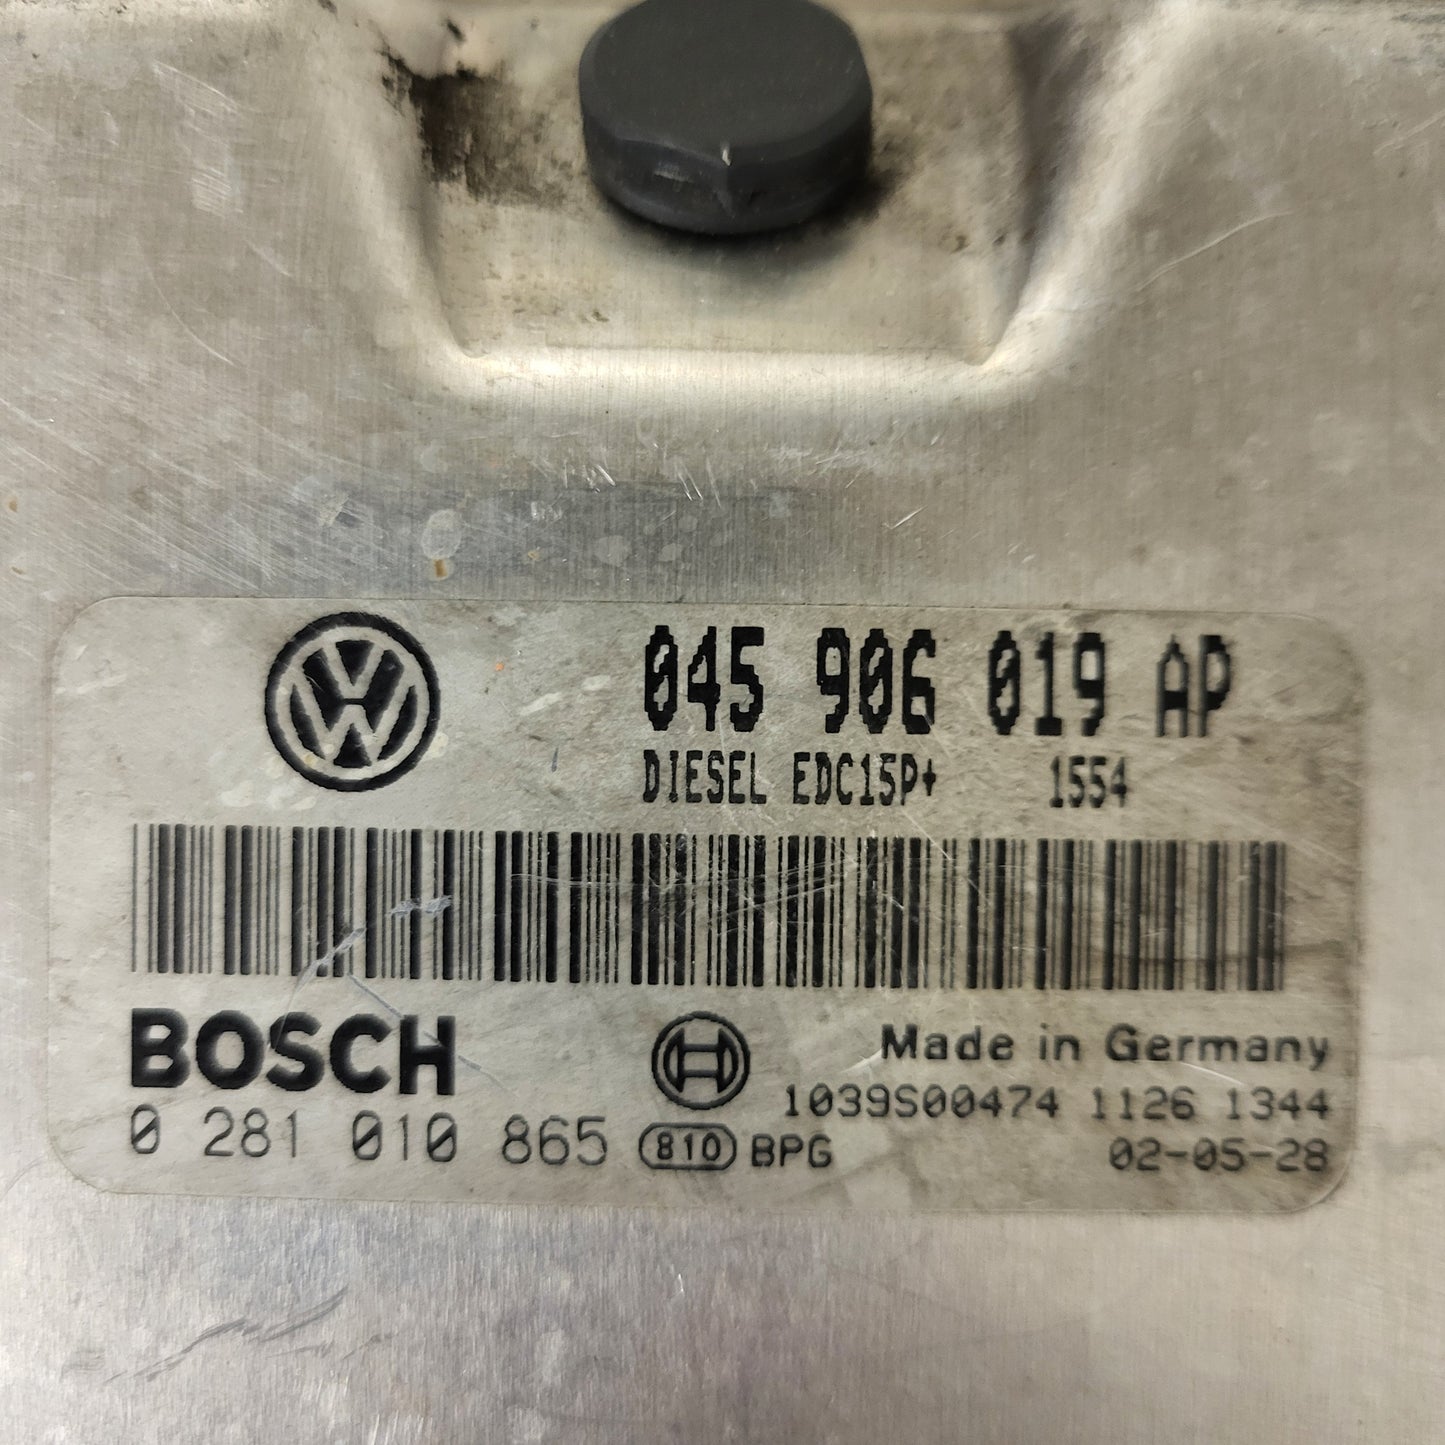 045 906 019 AP
DIESEL EDC15P+ 1554
BOSCH
Made in Germany
1039S00474 1126 1344
0 281 010 865 810 BPG 02-05-28